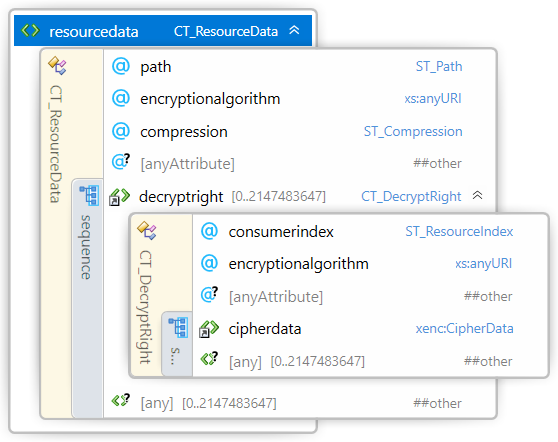 resourcedata CT_ResourceData
CT_ResourceData
@ path ST_Path
@ encryptionalgorithm xs:anyURI
@ compression ST_Compression
@? [anyAttribute] ##other
sequence
decryptright [0..2147483647] CT_DecryptRight
CT_DecryptRight
@ consumerindex ST_ResourceIndex
@ encryptionalgorithm xs:anyURI
@? [anyAttribute] ##other
s...
cipherdata xenc:CipherData
? [any] [0..2147483647] ##other
? [any] [0..2147483647] ##other